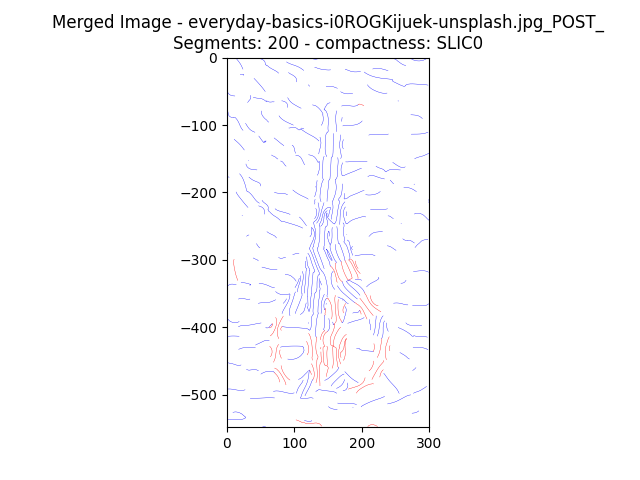 Merged Image - everyday-basics-i0ROGKijuek-unsplash.jpg_POST_
Segments: 200 - compactness: SLIC0
0
−100
−200
−300
−400
−500
0 100 200 300